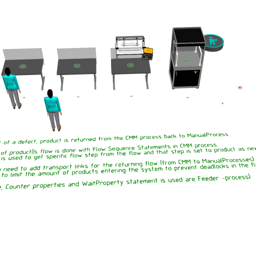 of a defect, product is returned from the CMM process back to ManualProcess
of product(s) flow is done with Flow Sequence Statements in CMM process
is used to get specific flow step from the flow and that step is set to product as new
need to add transport links for the returning flow (from CMM to ManualProcesses)
to limit the amount of products entering the system to prevent deadlocks in the
Counter properties and WaitProperty statement is used are Feeder -process)